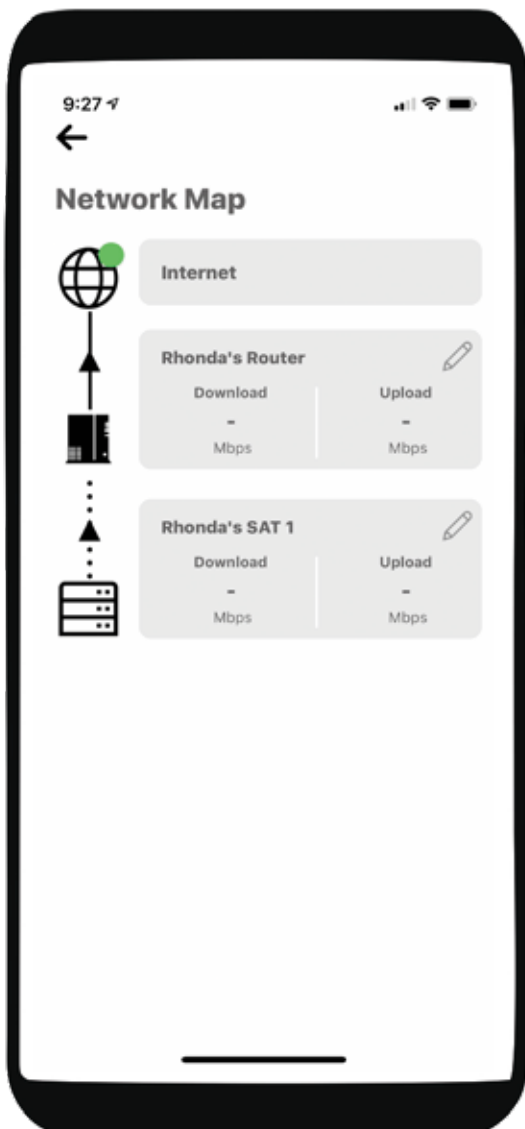 9:27
Network Map
Internet
Rhonda's Router
Download Upload
- -
Mbps Mbps
Rhonda's SAT 1
Download Upload
- -
Mbps Mbps